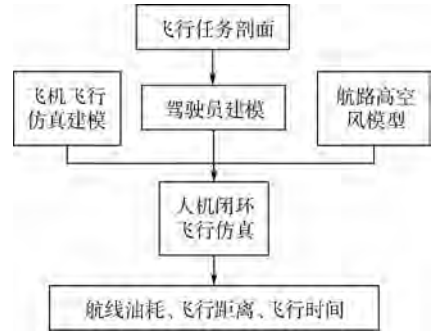 飞行任务剖面
飞机飞行
仿真建模
驾驶员建模
航路高空
风模型
人机闭环
飞行仿真
航线油耗、飞行距离、飞行时间